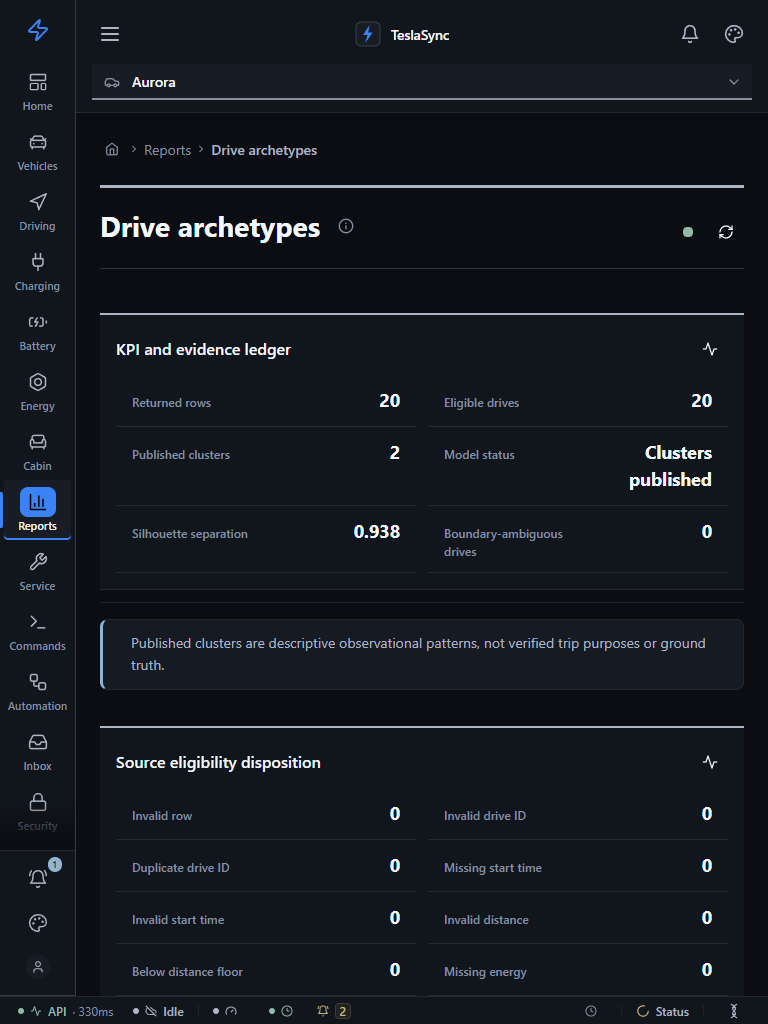 TeslaSync
Aurora
Home
Vehicles
Driving
Charging
Battery
Energy
Cabin
Reports
Service
Commands
Automation
Inbox
Security
1
Reports
Drive archetypes
Drive archetypes
KPI and evidence ledger
Returned rows
20
Eligible drives
20
Published clusters
2
Model status
Clusters
published
Silhouette separation
0.938
Boundary-ambiguous
drives
0
Published clusters are descriptive observational patterns, not verified trip purposes or ground
truth.
Source eligibility disposition
Invalid row
0
Invalid drive ID
0
Duplicate drive ID
0
Missing start time
0
Invalid start time
0
Invalid distance
0
Below distance floor
0
Missing energy
0
API · 330ms
Idle
2
Status